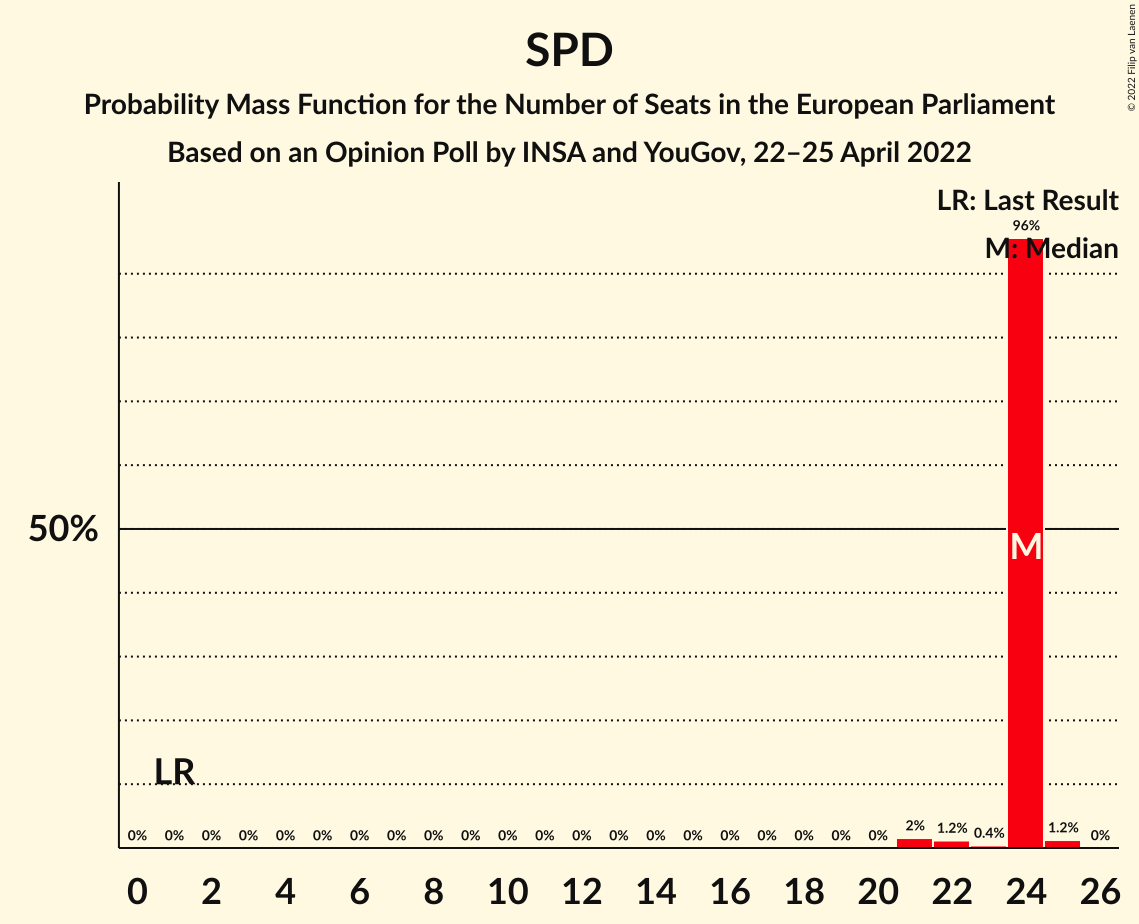 SPD
Probability Mass Function for the Number of Seats in the European Parliament
Based on an Opinion Poll by INSA and YouGov, 22–25 April 2022
© 2022 Filip van Laenen
LR: Last Result
96%
M: Median
50%
M
LR
0% 0% 0% 0% 0% 0% 0% 0% 0% 0% 0% 0% 0% 0% 0% 0% 0% 0% 0% 0% 0% 2% 1.2% 0.4% 1.2% 0%
0 2 4 6 8 10 12 14 16 18 20 22 24 26